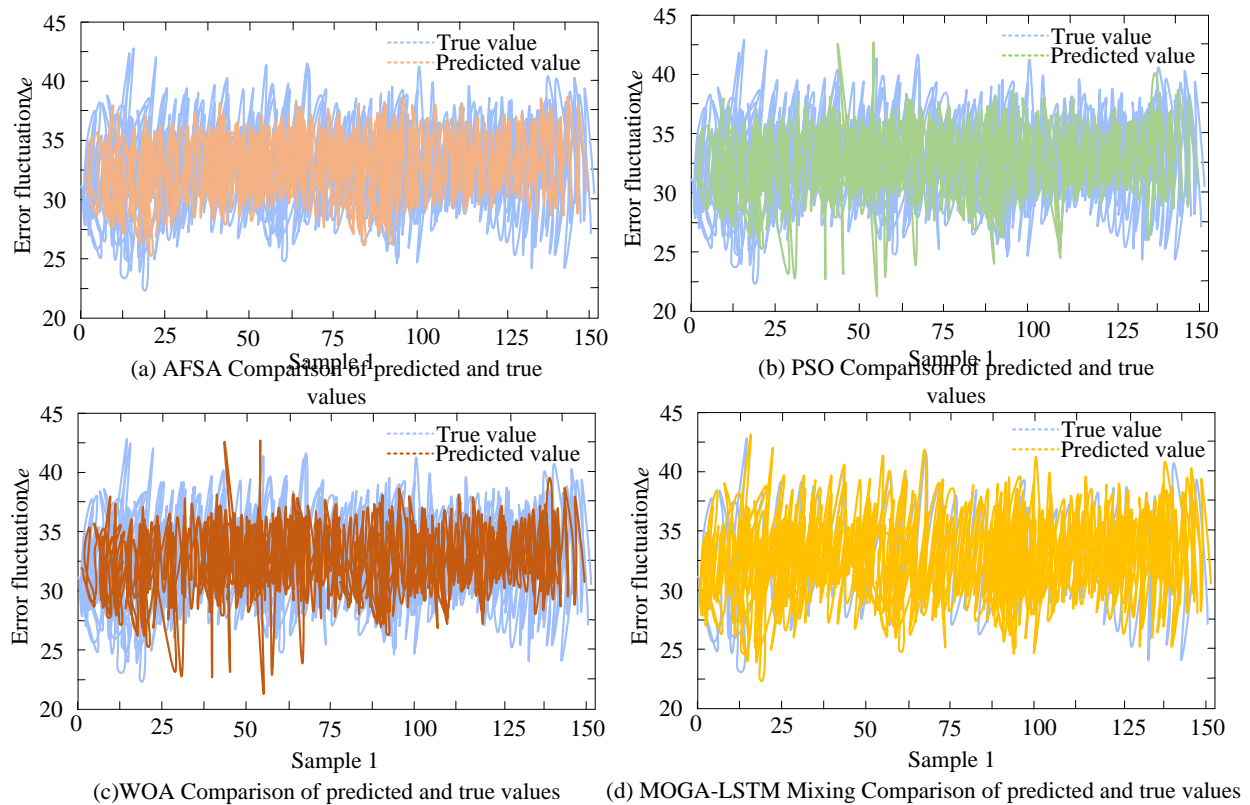 45
40
35
30
25
20
Error fluctuationΔe
True value
Predicted value
0 25 50 75 100 125 150
Sample 1
(a) AFSA Comparison of predicted and true
values
45
40
35
30
25
20
Error fluctuationΔe
True value
Predicted value
0 25 50 75 100 125 150
Sample 1
(b) PSO Comparison of predicted and true
values
45
40
35
30
25
20
Error fluctuationΔe
True value
Predicted value
0 25 50 75 100 125 150
Sample 1
(c)WOA Comparison of predicted and true values
45
40
35
30
25
20
Error fluctuationΔe
True value
Predicted value
0 25 50 75 100 125 150
Sample 1
(d) MOGA-LSTM Mixing Comparison of predicted and true values